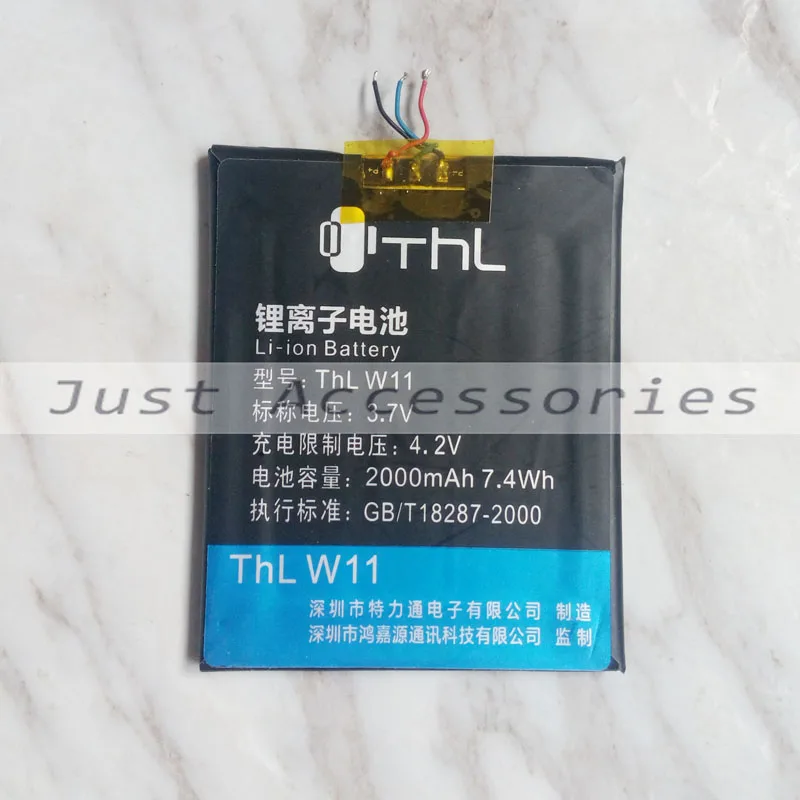 ThL
锂离子电池
Li-ion Battery
型号: ThL W11
Just Accessories
标称电压: 3.7V
充电限制电压: 4.2V
电池容量: 2000mAh 7.4Wh
执行标准: GB/T18287-2000
ThL W11
深圳市特力通电子有限公司 制造
深圳市鸿嘉源通讯科技有限公司 监制